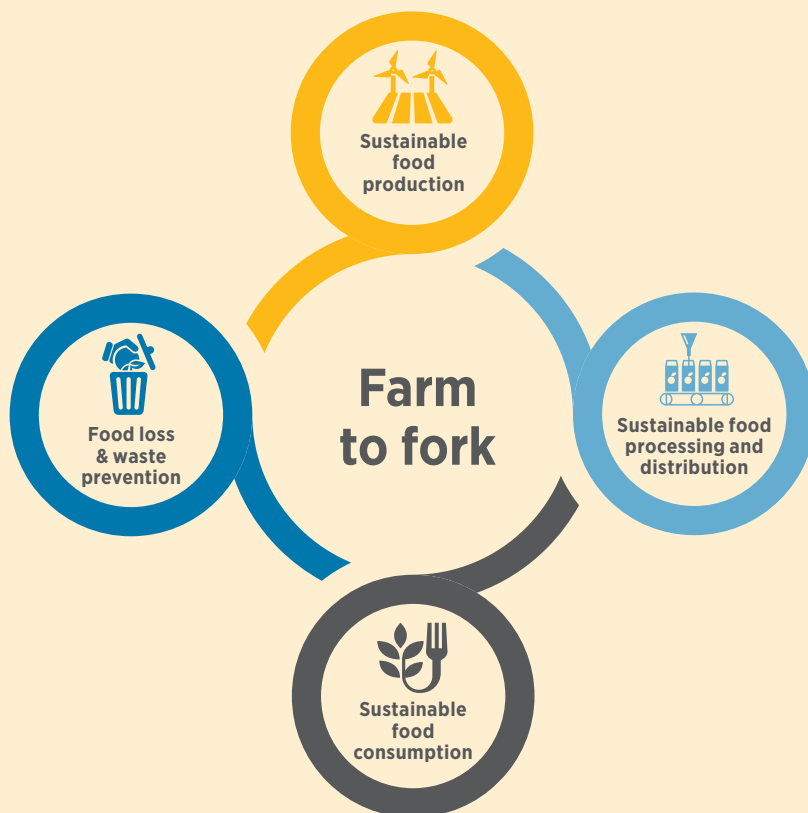 Sustainable
food
production
Farm
to fork
Food loss
& waste
prevention
Sustainable food
processing and
distribution
Sustainable
food
consumption